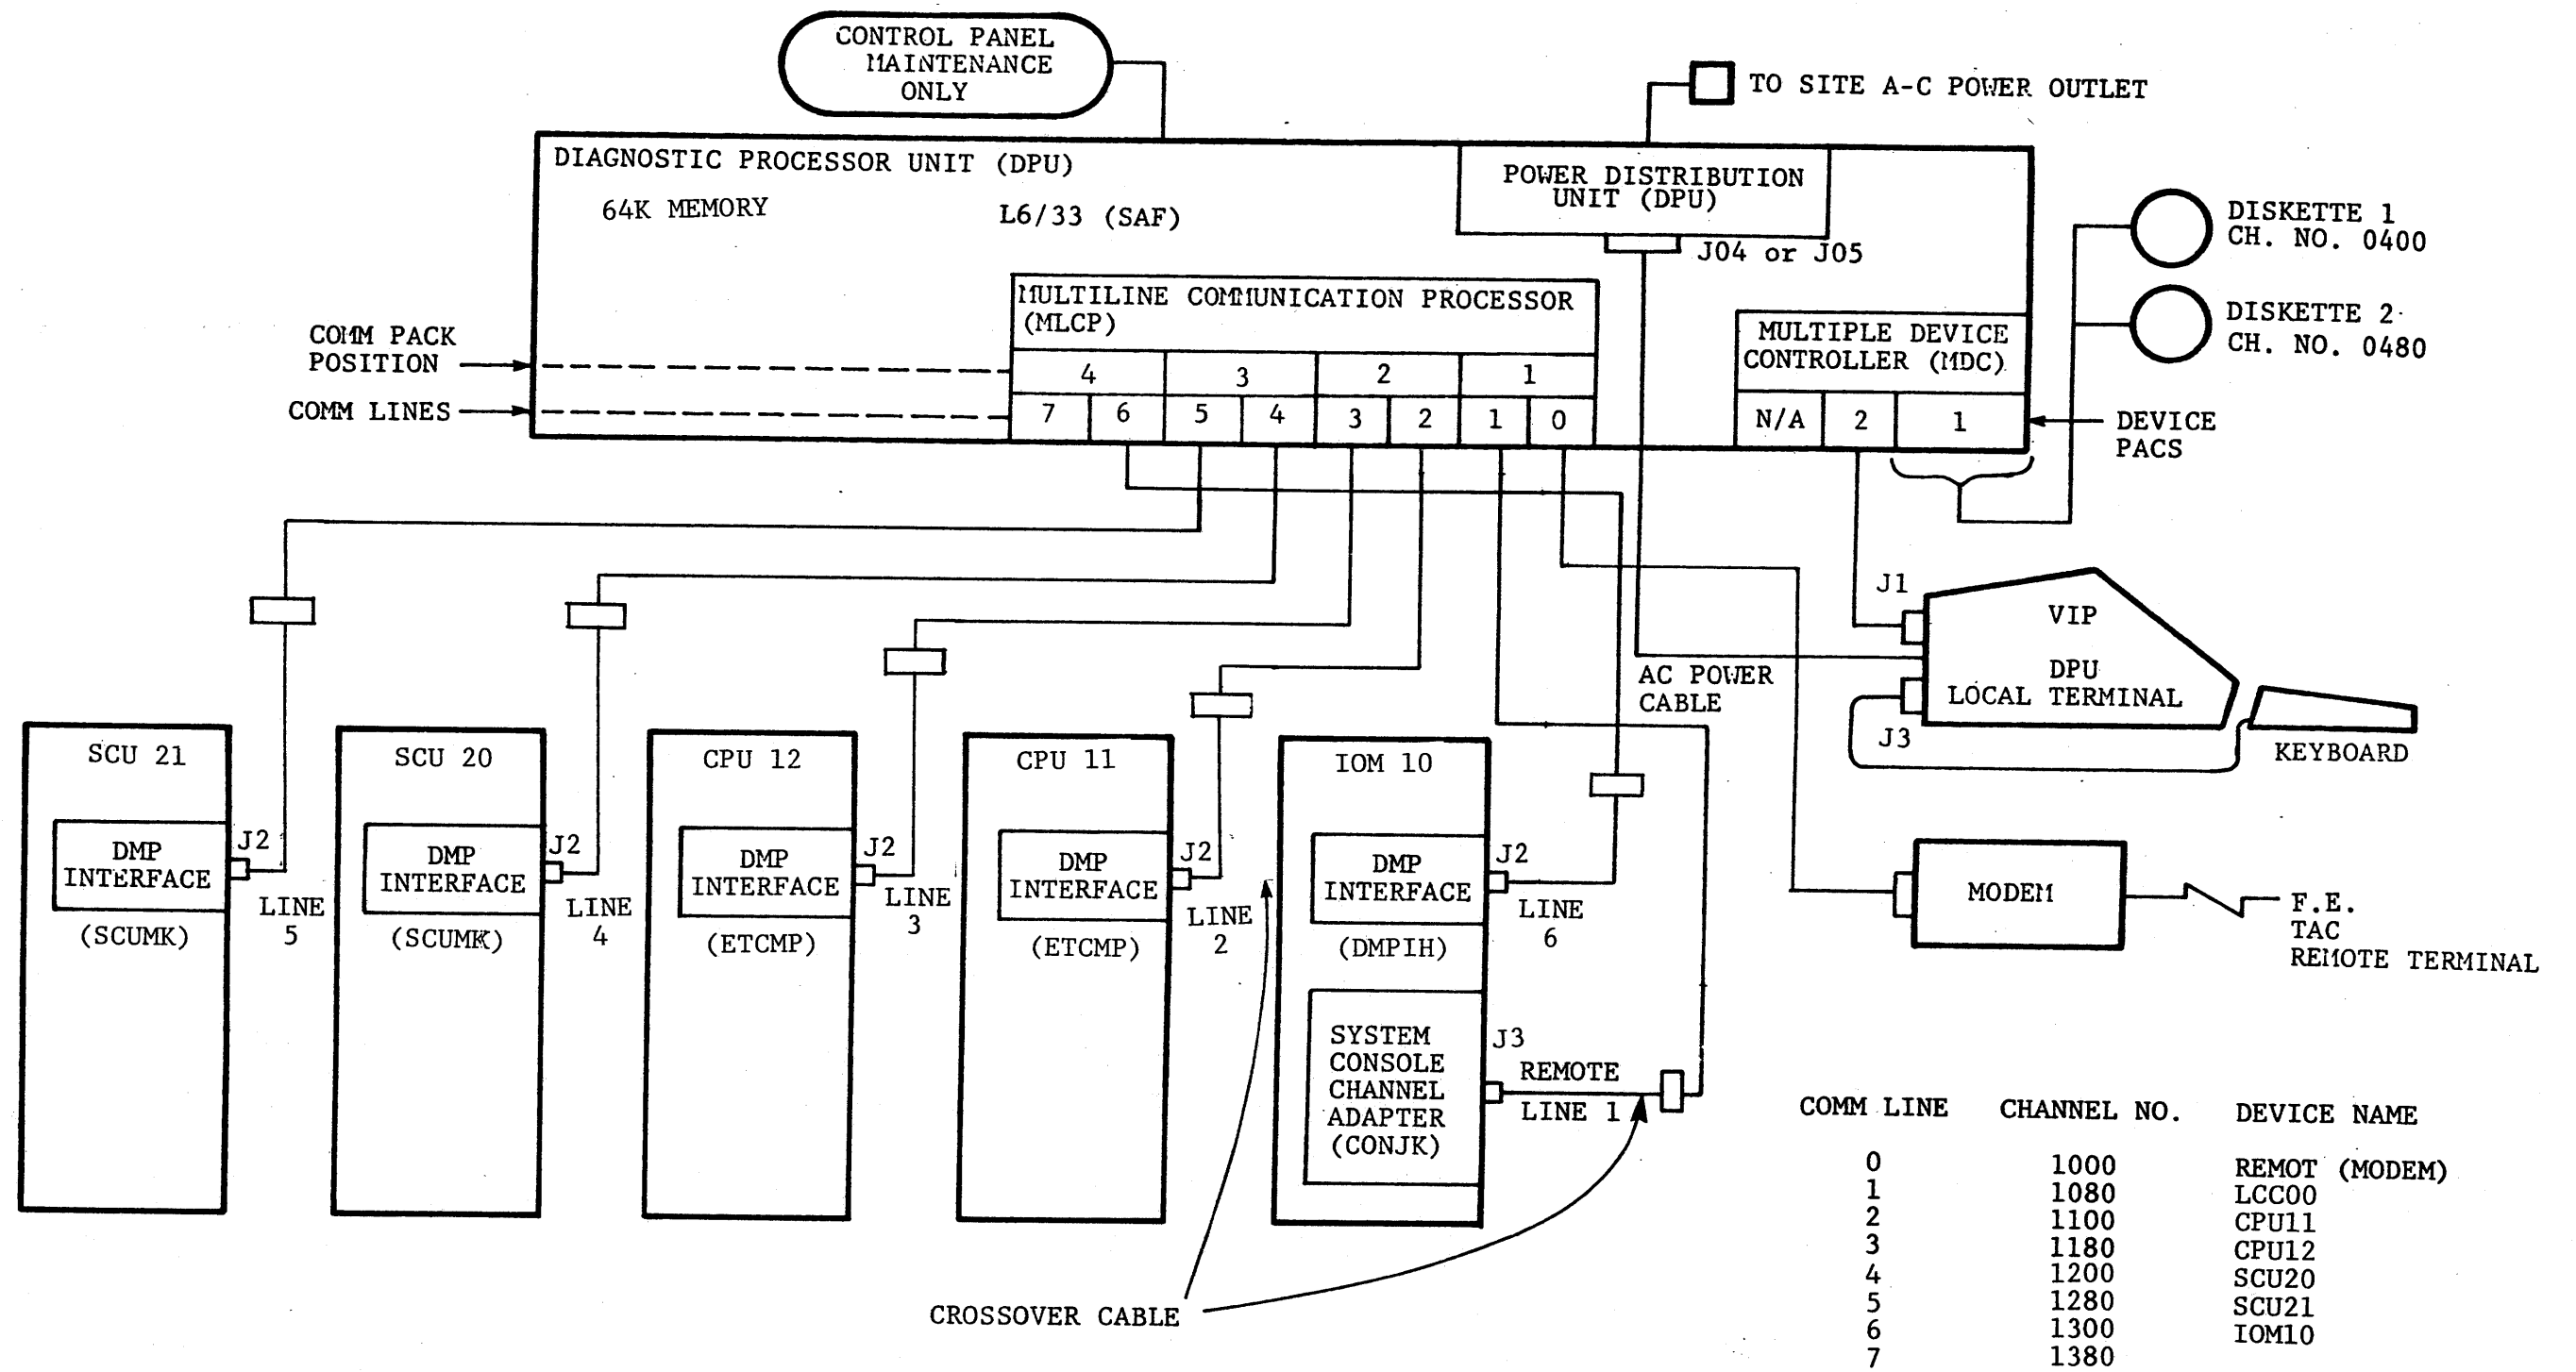 CONTROL PANEL
MAINTENANCE
ONLY
TO SITE A-C POWER OUTLET
DIAGNOSTIC PROCESSOR UNIT (DPU)
64K MEMORY
L6/33 (SAF)
POWER DISTRIBUTION
UNIT (DPU)
J04 or J05
DISKETTE 1
CH. NO. 0400
DISKETTE 2
CH. NO. 0480
MULTILINE COMMUNICATION PROCESSOR
(MLCP)
MULTIPLE DEVICE
CONTROLLER (MDC)
COMM PACK
POSITION
4 3 2 1
COMM LINES
7 6 5 4 3 2 1 0
N/A 2 1
DEVICE
PACS
J1
VIP
DPU
LOCAL TERMINAL
J3
KEYBOARD
AC POWER
CABLE
SCU 21
DMP
INTERFACE
(SCUMK)
J2
LINE
5
SCU 20
DMP
INTERFACE
(SCUMK)
J2
LINE
4
CPU 12
DMP
INTERFACE
(ETCMP)
J2
LINE
3
CPU 11
DMP
INTERFACE
(ETCMP)
J2
LINE
2
IOM 10
DMP
INTERFACE
(DMPIH)
J2
LINE
6
SYSTEM
CONSOLE
CHANNEL
ADAPTER
(CONJK)
J3
REMOTE
LINE 1
MODEM
F.E.
TAC
REMOTE TERMINAL
CROSSOVER CABLE
COMM LINE CHANNEL NO. DEVICE NAME
0 1000 REMOT (MODEM)
1 1080 LCC00
2 1100 CPU11
3 1180 CPU12
4 1200 SCU20
5 1280 SCU21
6 1300 IOM10
7 1380